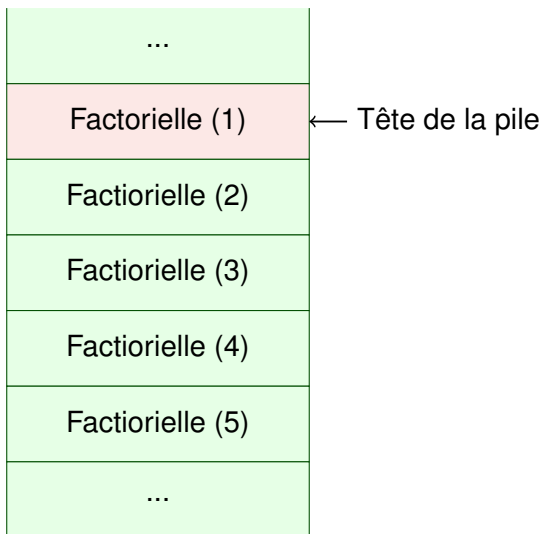 ...
Factorielle (1) ← Tête de la pile
Factiorielle (2)
Factiorielle (3)
Factiorielle (4)
Factiorielle (5)
...